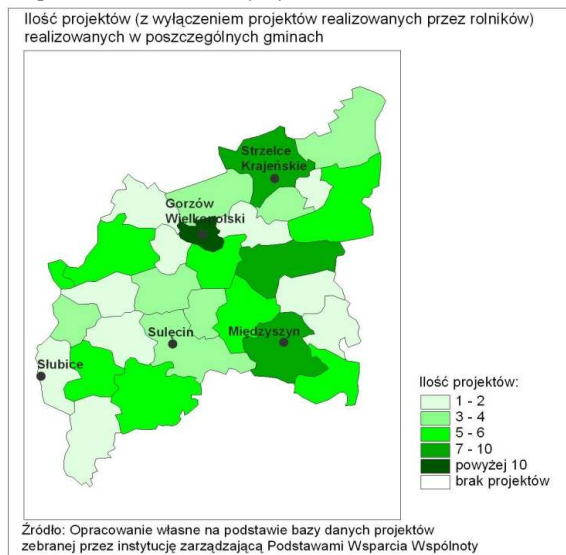 Ilość projektów (z wyłączeniem projektów realizowanych przez rolników)
realizowanych w poszczególnych gminach
Strzelce
Krajeńskie
Gorzów
Wielkopolski
Sulęcin
Międzyszyn
Słubice
Ilość projektów:
1 - 2
3 - 4
5 - 6
7 - 10
powyżej 10
brak projektów
Źródło: Opracowanie własne na podstawie bazy danych projektów
zebranej przez instytucję zarządzającą Podstawami Wsparcia Wspólnoty